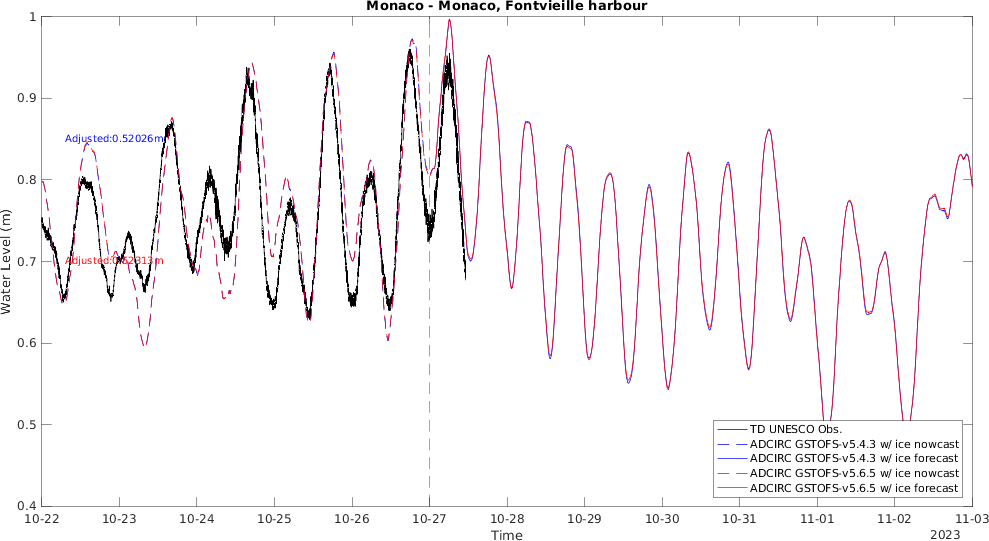 Monaco - Monaco, Fontvieille harbour
1
0.9
0.8
0.7
0.6
0.5
0.4
Water Level (m)
Adjusted:0.52026m
Adjusted:0.52313m
TD UNESCO Obs.
ADCIRC GSTOFS-v5.4.3 w/ ice nowcast
ADCIRC GSTOFS-v5.4.3 w/ ice forecast
ADCIRC GSTOFS-v5.6.5 w/ ice nowcast
ADCIRC GSTOFS-v5.6.5 w/ ice forecast
10-22 10-23 10-24 10-25 10-26 10-27 10-28 10-29 10-30 10-31 11-01 11-02 11-03
Time
2023